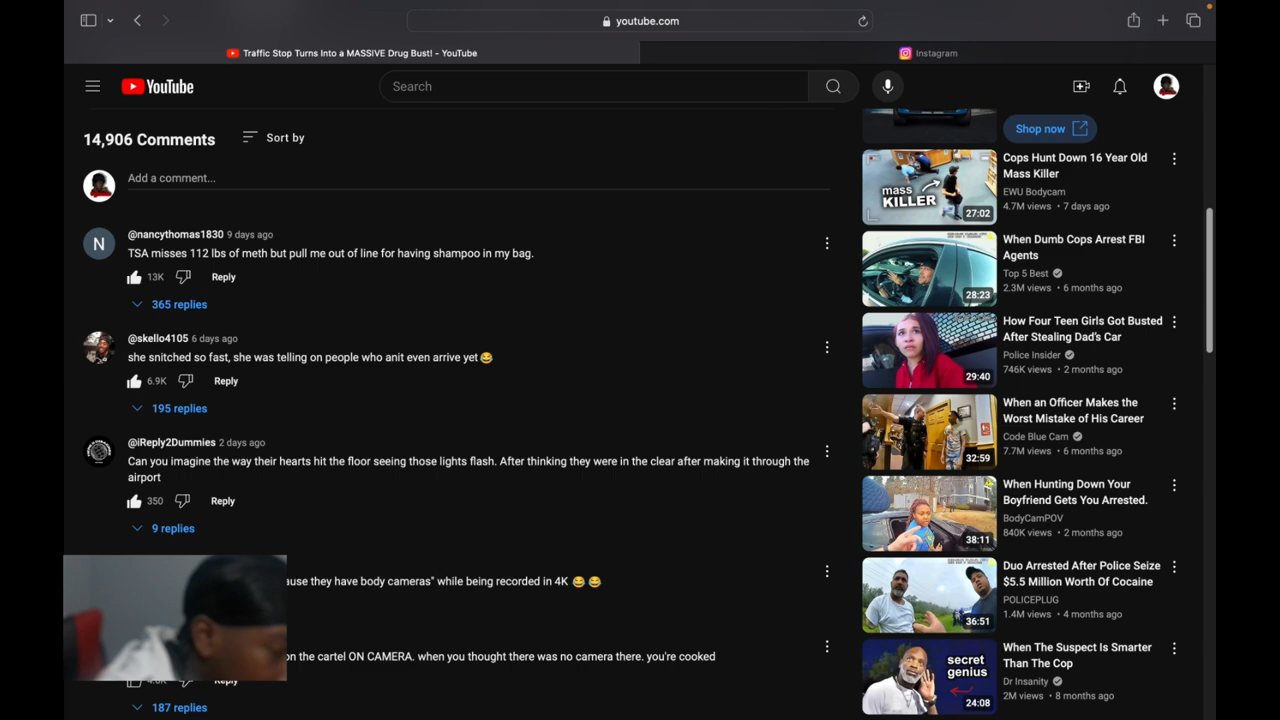 youtube.com
Traffic Stop Turns Into a MASSIVE Drug Bust! - YouTube
Instagram
YouTube
Search
14,906 Comments
Sort by
Add a comment...
N
@nancythomas1830 9 days ago
TSA misses 112 lbs of meth but pull me out of line for having shampoo in my bag.
13K
Reply
365 replies
@skello4105 6 days ago
she snitched so fast, she was telling on people who anit even arrive yet😂
6.9K
Reply
195 replies
@iReply2Dummies 2 days ago
Can you imagine the way their hearts hit the floor seeing those lights flash. After thinking they were in the clear after making it through the
airport
350
Reply
9 replies
ause they have body cameras" while being recorded in 4K 😂😂
on the cartel ON CAMERA. when you thought there was no camera there. you're cooked
Reply
187 replies
Shop now
mass
KILLER
27:02
Cops Hunt Down 16 Year Old
Mass Killer
EWU Bodycam
4.7M views • 7 days ago
28:23
When Dumb Cops Arrest FBI
Agents
Top 5 Best
2.3M views • 6 months ago
29:40
How Four Teen Girls Got Busted
After Stealing Dad's Car
Police Insider
746K views • 2 months ago
32:59
When an Officer Makes the
Worst Mistake of His Career
Code Blue Cam
7.7M views • 6 months ago
38:11
When Hunting Down Your
Boyfriend Gets You Arrested.
BodyCamPOV
840K views • 2 months ago
36:51
Duo Arrested After Police Seize
$5.5 Million Worth Of Cocaine
POLICEPLUG
1.4M views • 4 months ago
secret
genius
24:08
When The Suspect Is Smarter
Than The Cop
Dr Insanity
2M views • 8 months ago